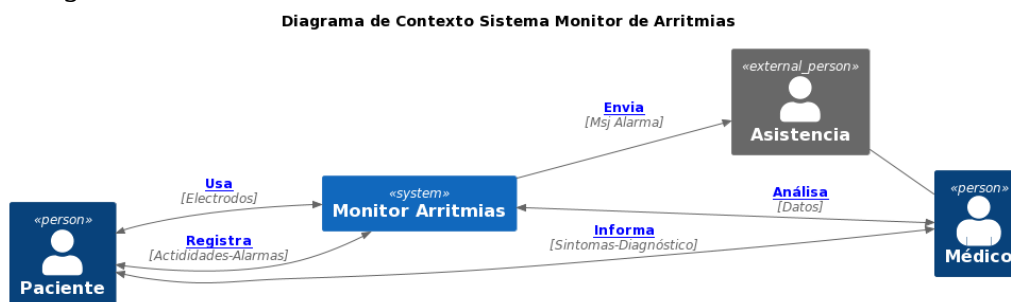 Diagrama de Contexto Sistema Monitor de Arritmias
«external_person»
Asistencia
Envia
[Msj Alarma]
Usa
[Electrodos]
«system»
Monitor Arritmias
Análisa
[Datos]
«person»
Médico
«person»
Paciente
Registra
[Actididades-Alarmas]
Informa
[Sintomas-Diagnóstico]